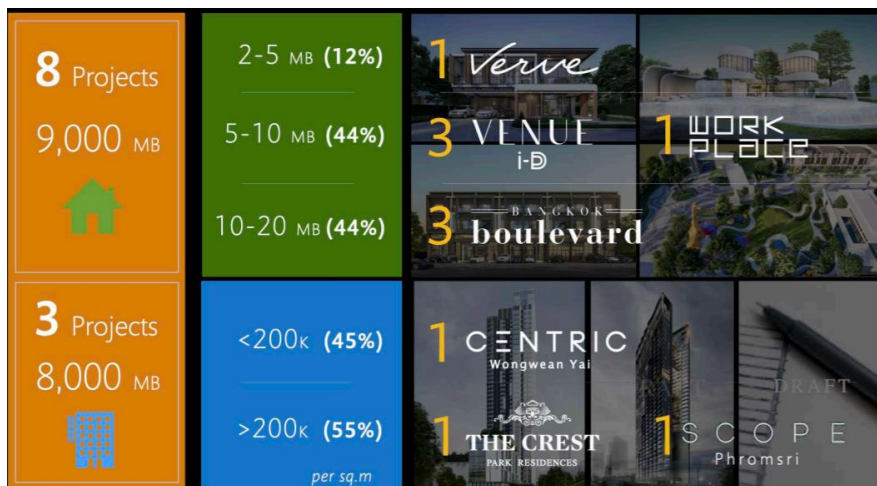 8 Projects
9,000 MB
2-5 MB (12%)
5-10 MB (44%)
10-20 MB (44%)
1 Verve
3 VENUE
i-D
1 WORK
PLACE
3 BANGKOK
boulevard
3 Projects
8,000 MB
<200K (45%)
>200K (55%)
per sq.m
1 CENTRIC
Wongwean Yai
1 THE CREST
PARK RESIDENCES
1 SCOPE
Phromsri
DRAFT
DRAFT